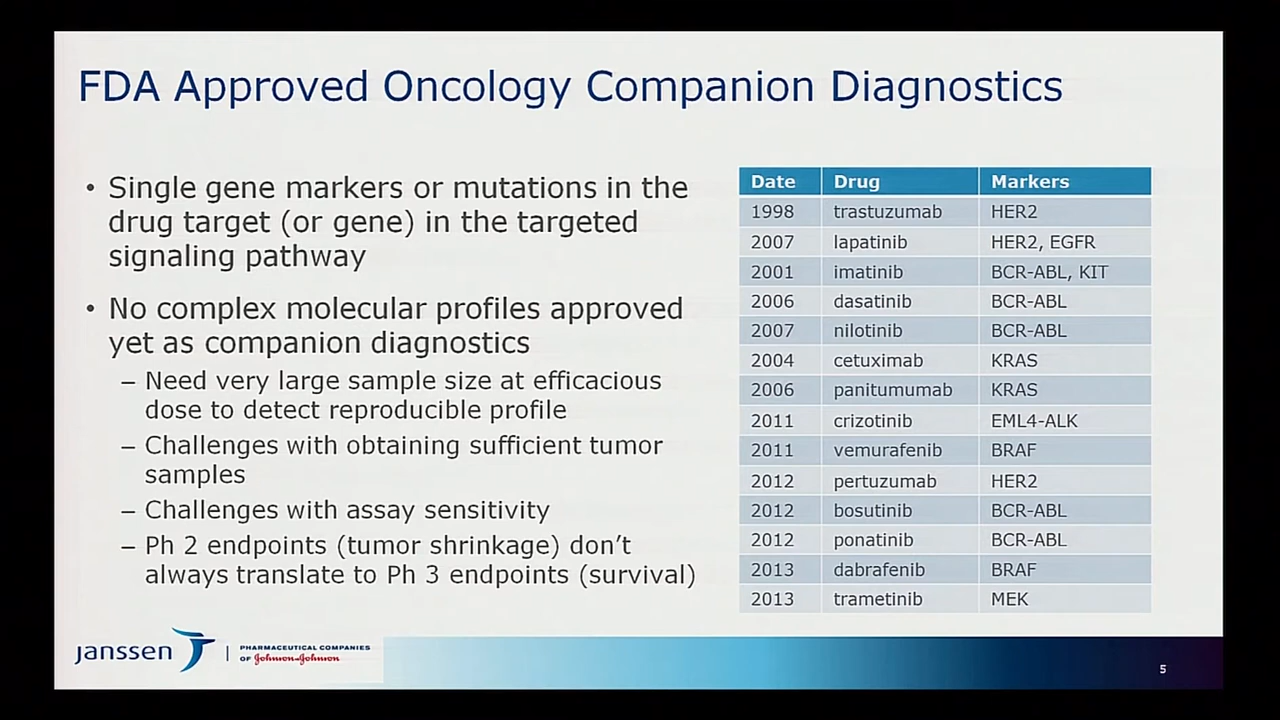 FDA Approved Oncology Companion Diagnostics
• Single gene markers or mutations in the
drug target (or gene) in the targeted
signaling pathway
• No complex molecular profiles approved
yet as companion diagnostics
– Need very large sample size at efficacious
dose to detect reproducible profile
– Challenges with obtaining sufficient tumor
samples
– Challenges with assay sensitivity
– Ph 2 endpoints (tumor shrinkage) don't
always translate to Ph 3 endpoints (survival)
Date Drug Markers
1998 trastuzumab HER2
2007 lapatinib HER2, EGFR
2001 imatinib BCR-ABL, KIT
2006 dasatinib BCR-ABL
2007 nilotinib BCR-ABL
2004 cetuximab KRAS
2006 panitumumab KRAS
2011 crizotinib EML4-ALK
2011 vemurafenib BRAF
2012 pertuzumab HER2
2012 bosutinib BCR-ABL
2012 ponatinib BCR-ABL
2013 dabrafenib BRAF
2013 trametinib MEK
janssen
PHARMACEUTICAL COMPANIES
OF Johnson-Johnson
5